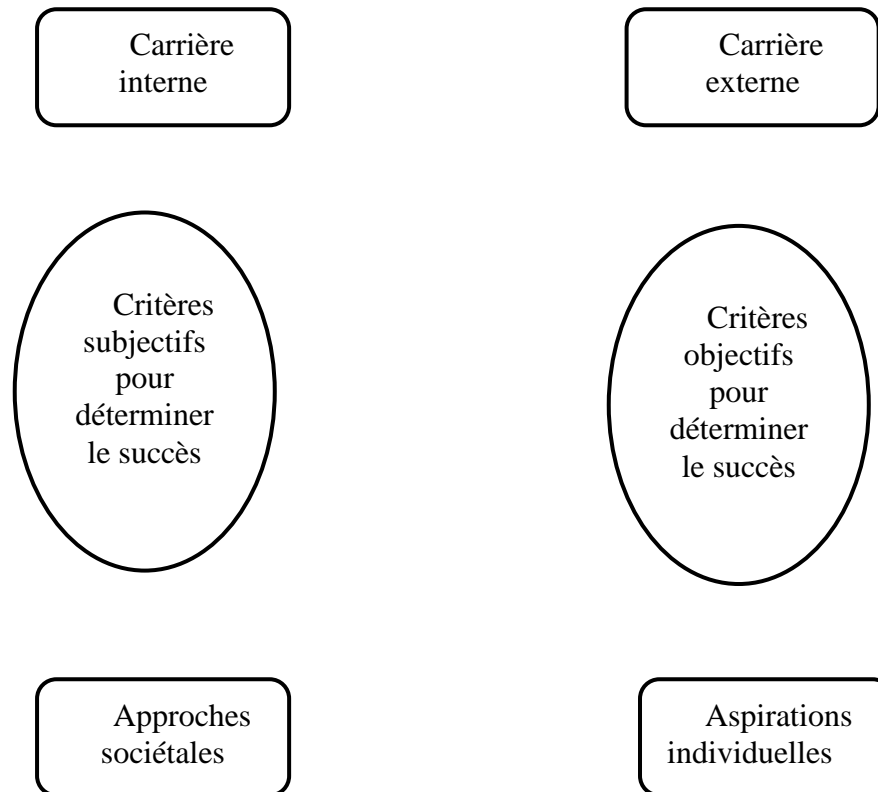 Carrière
interne
Carrière
externe
Critères
subjectifs
pour
déterminer
le succès
Critères
objectifs
pour
déterminer
le succès
Approches
sociétales
Aspirations
individuelles